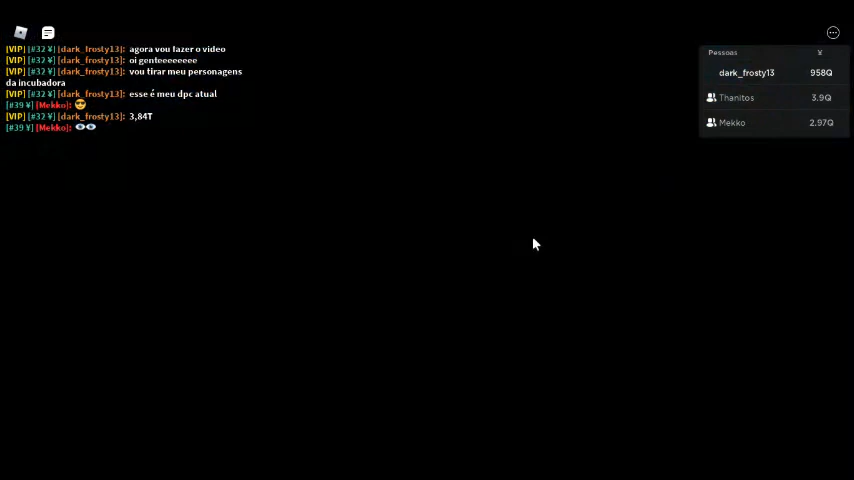 [VIP] [#32 ¥] [dark_frosty13]: agora vou fazer o video
[VIP] [#32 ¥] [dark_frosty13]: oi genteeeeeeee
[VIP] [#32 ¥] [dark_frosty13]: vou tirar meu personagens
da incubadora
[VIP] [#32 ¥] [dark_frosty13]: esse é meu dpc atual
[#39 ¥] [Mekko]: 😎
[VIP] [#32 ¥] [dark_frosty13]: 3,84T
[#39 ¥] [Mekko]: 👁👁
Pessoas ¥
dark_frosty13 958Q
Thanitos 3.9Q
Mekko 2.97Q